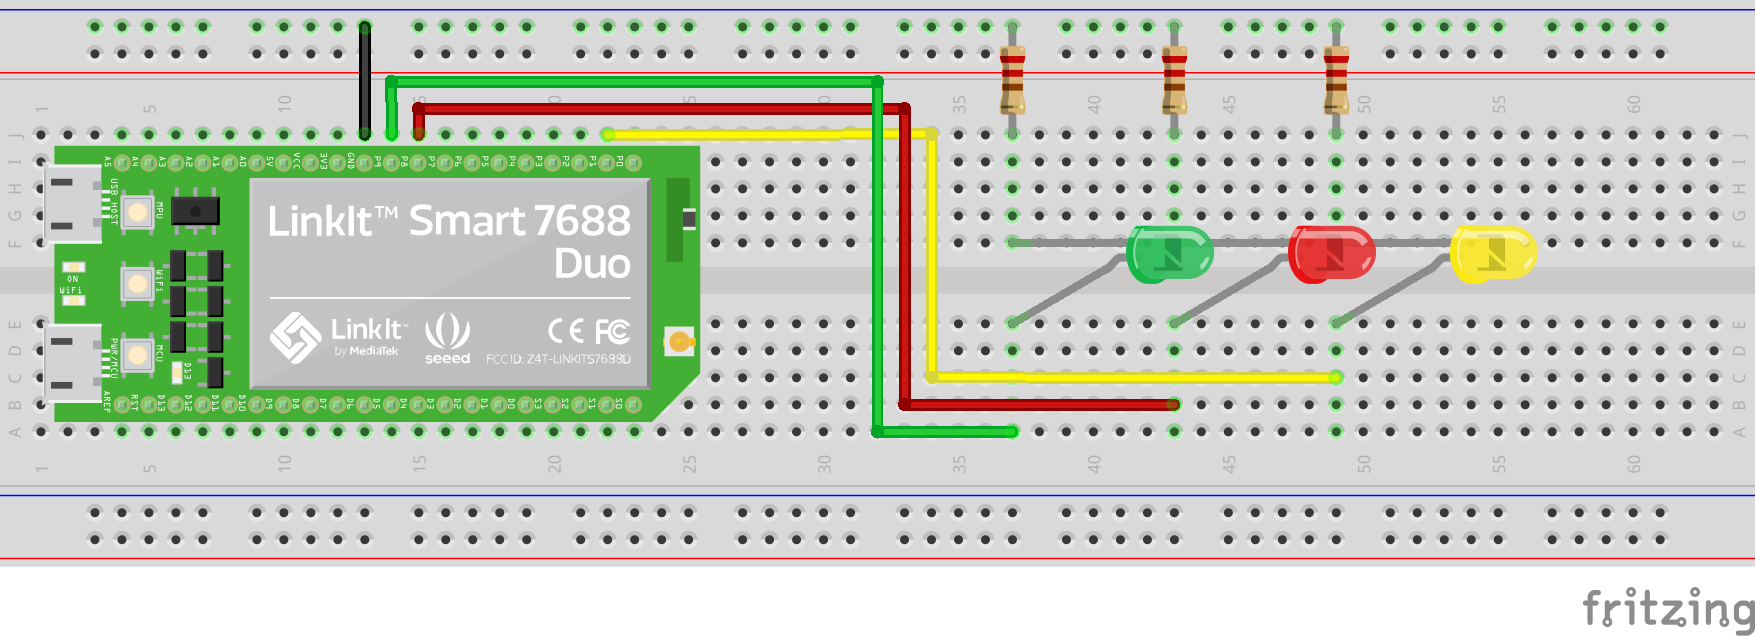 1 5 10 15 20 25 30 35 40 45 50 55 60
J J
I I
H H
G G
F F
A5 A4 A3 A2 A1 A0 5V VCC 3V3 GND P9 P8 P7 P6 P5 P4 P3 P2 P1 P0
USB HOST
MPU
LinkIt™ Smart 7688
Duo
ON
WiFi
WiFi
LinkIt™
by MediaTek
seeed
CE FC
FCC ID: Z4T-LINKITS7688D
PWR/MCU
MCU
D13
AREF RST D13 D12 D11 D10 D9 D8 D7 D6 D5 D4 D3 D2 D1 D0 S3 S2 S1 S0
E E
D D
C C
B B
A A
1 5 10 15 20 25 30 35 40 45 50 55 60
fritzing